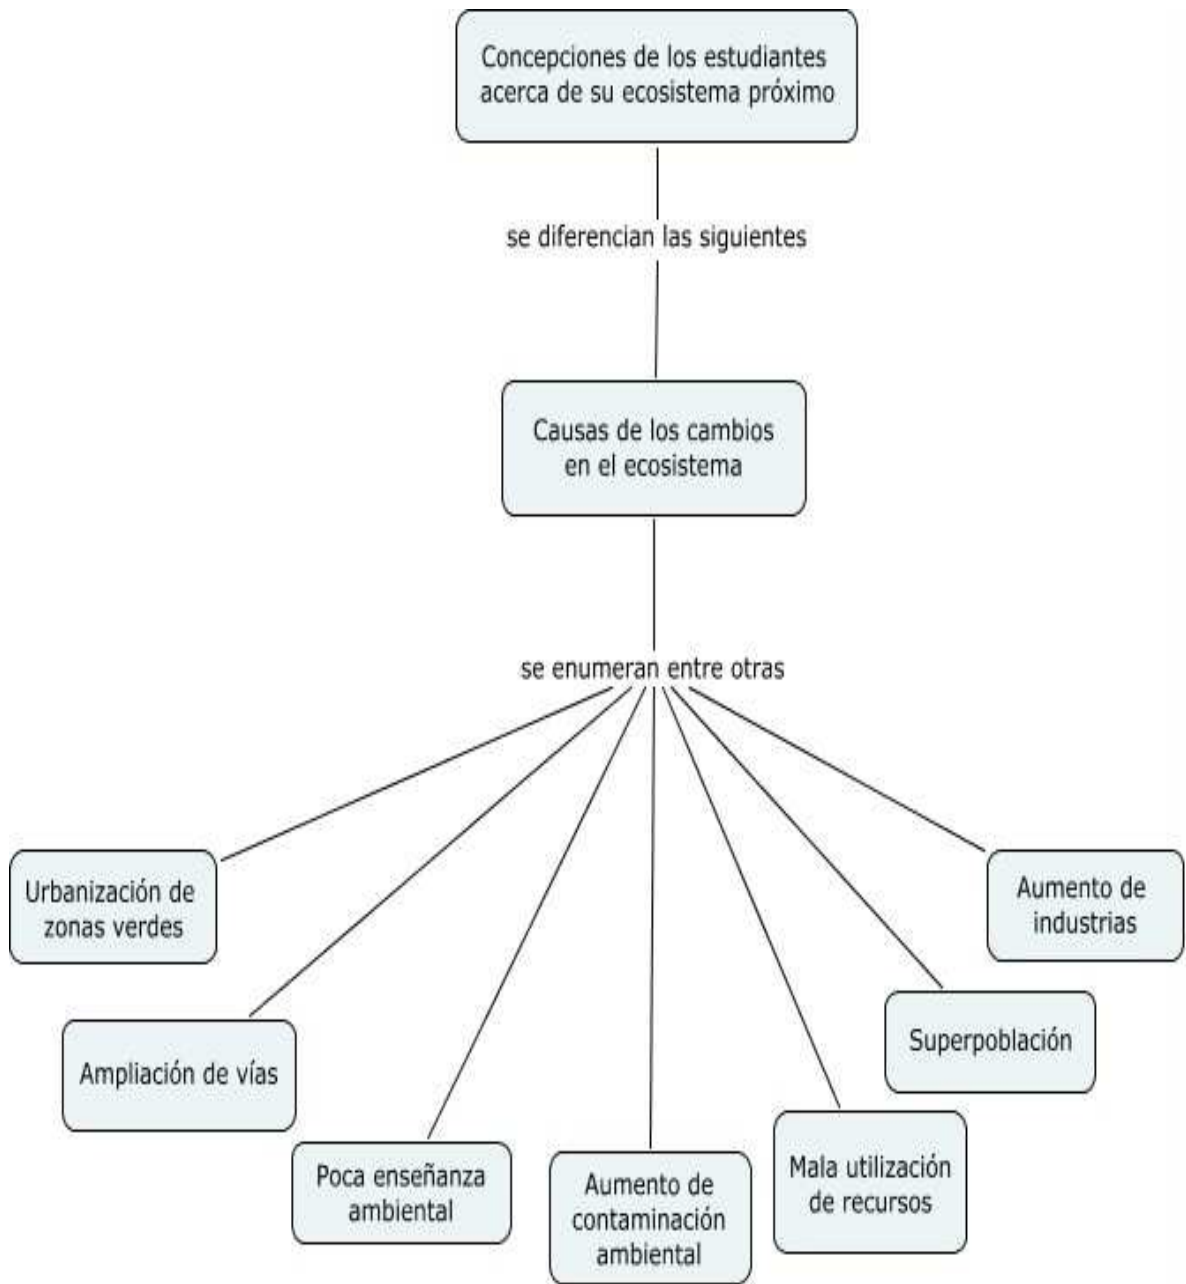 Concepciones de los estudiantes
acerca de su ecosistema próximo
se diferencian las siguientes
Causas de los cambios
en el ecosistema
se enumeran entre otras
Urbanización de
zonas verdes
Ampliación de vías
Poca enseñanza
ambiental
Aumento de
contaminación
ambiental
Mala utilización
de recursos
Superpoblación
Aumento de
industrias